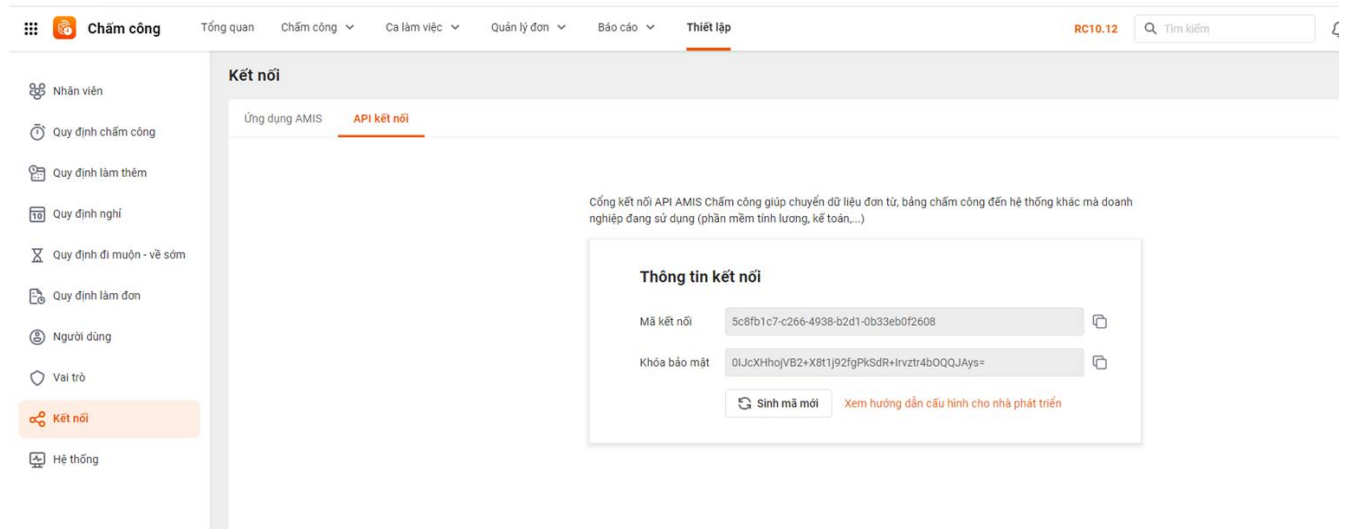 Chấm công
Tổng quan
Chấm công
Ca làm việc
Quản lý đơn
Báo cáo
Thiết lập
RC10.12
Tìm kiếm
Nhân viên
Quy định chấm công
Quy định làm thêm
10
Quy định nghỉ
Quy định đi muộn - về sớm
Quy định làm đơn
Người dùng
Vai trò
Kết nối
Hệ thống
Kết nối
Ứng dụng AMIS
API kết nối
Cổng kết nối API AMIS Chấm công giúp chuyển dữ liệu đơn từ, bảng chấm công đến hệ thống khác mà doanh
nghiệp đang sử dụng (phần mềm tính lương, kế toán,...)
Thông tin kết nối
Mã kết nối
5c8fb1c7-c266-4938-b2d1-0b33eb0f2608
Khóa bảo mật
0IJcXHhojVB2+X8t1j92fgPkSdR+Irvztr4bOQQJAys=
Sinh mã mới
Xem hướng dẫn cấu hình cho nhà phát triển